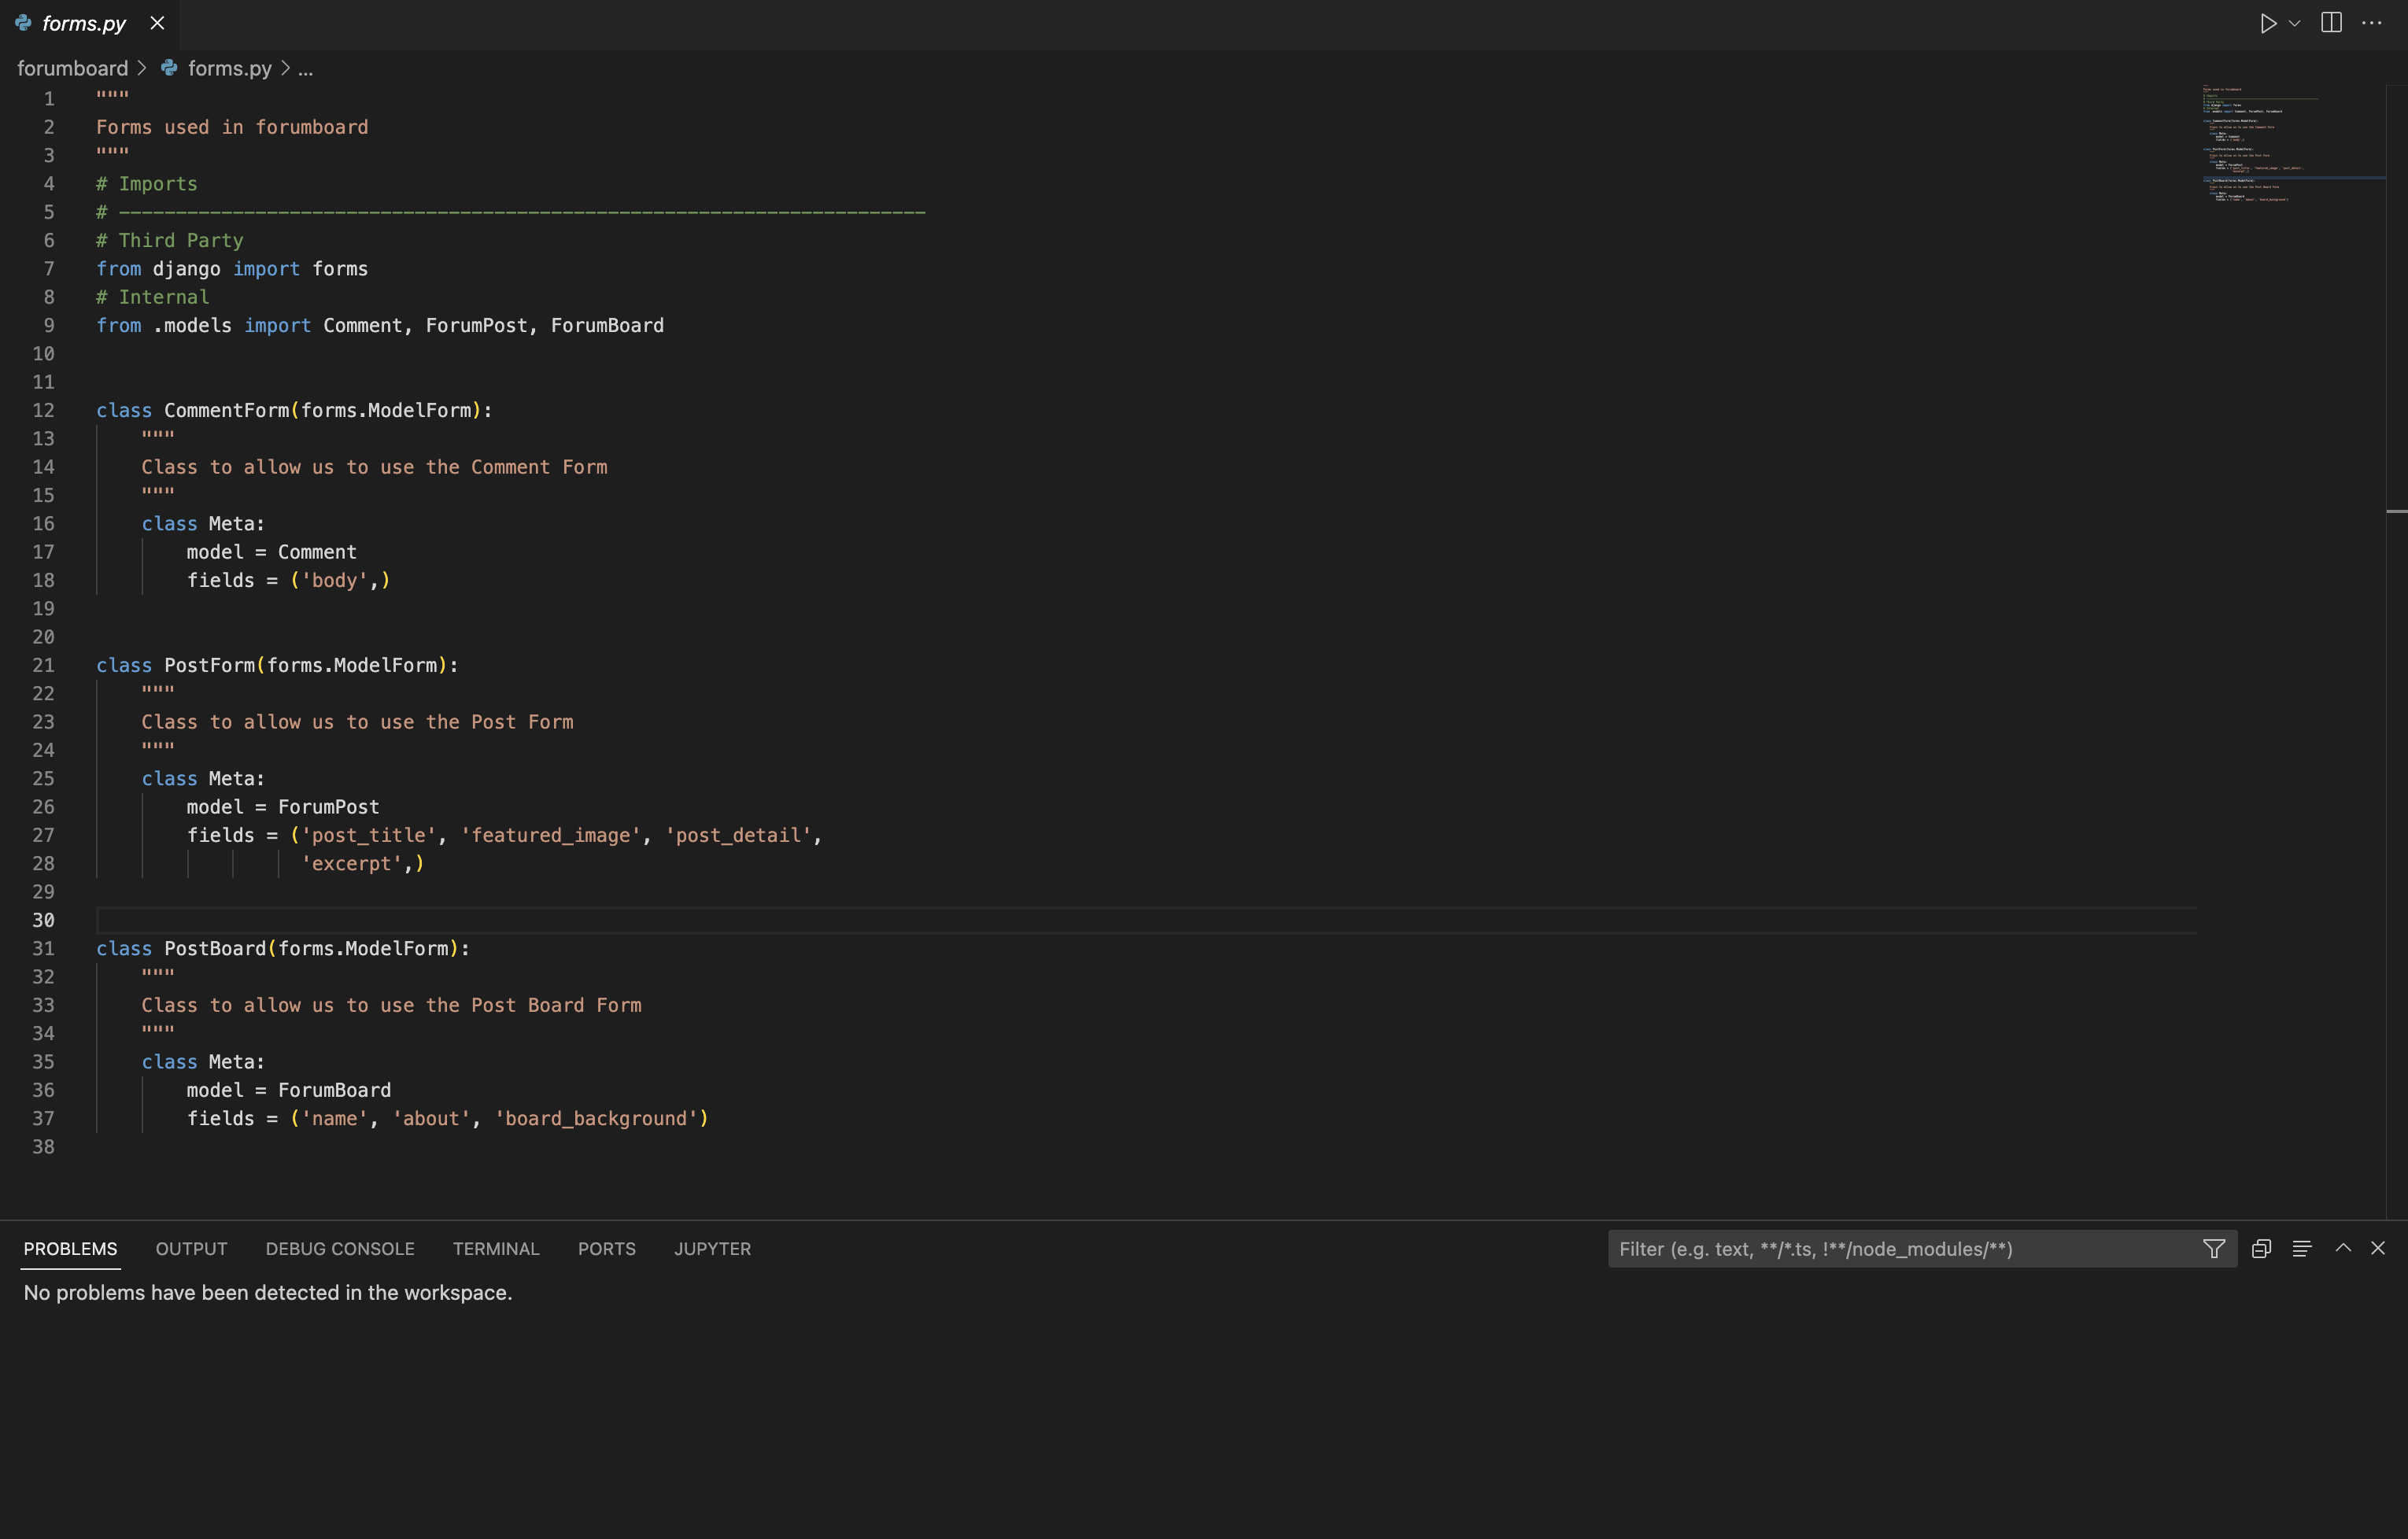 forms.py
forumboard > forms.py > ...
1 """
2 Forms used in forumboard
3 """
4 # Imports
5 # -----------------------------------------------------------------------
6 # Third Party
7 from django import forms
8 # Internal
9 from .models import Comment, ForumPost, ForumBoard
10
11
12 class CommentForm(forms.ModelForm):
13     """
14     Class to allow us to use the Comment Form
15     """
16     class Meta:
17         model = Comment
18         fields = ('body',)
19
20
21 class PostForm(forms.ModelForm):
22     """
23     Class to allow us to use the Post Form
24     """
25     class Meta:
26         model = ForumPost
27         fields = ('post_title', 'featured_image', 'post_detail',
28                   'excerpt',)
29
30
31 class PostBoard(forms.ModelForm):
32     """
33     Class to allow us to use the Post Board Form
34     """
35     class Meta:
36         model = ForumBoard
37         fields = ('name', 'about', 'board_background')
38
PROBLEMS OUTPUT DEBUG CONSOLE TERMINAL PORTS JUPYTER Filter (e.g. text, **/*.ts, !**/node_modules/**)
No problems have been detected in the workspace.